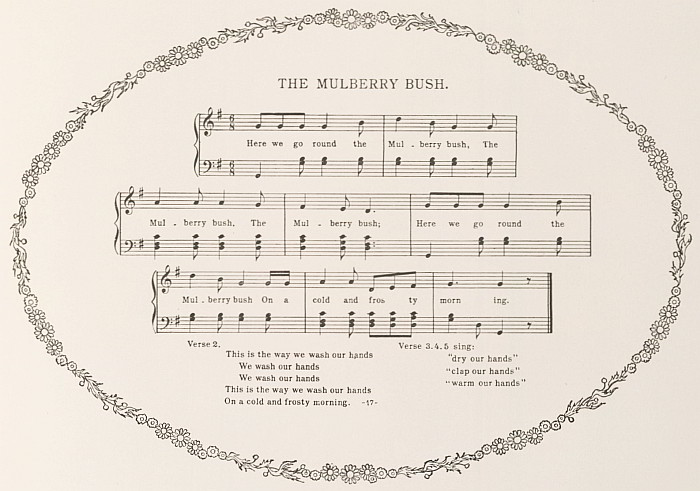 THE MULBERRY BUSH.
6 8
Here we go round the Mul - berry bush, The
6 8
Mul - berry bush, The Mul - berry bush; Here we go round the
Mul - berry bush On a cold and fros ty morn ing.
Verse 2.
This is the way we wash our hands
We wash our hands
We wash our hands
This is the way we wash our hands
On a cold and frosty morning.
-17-
Verse 3.4.5 sing:
"dry our hands"
"clap our hands"
"warm our hands"